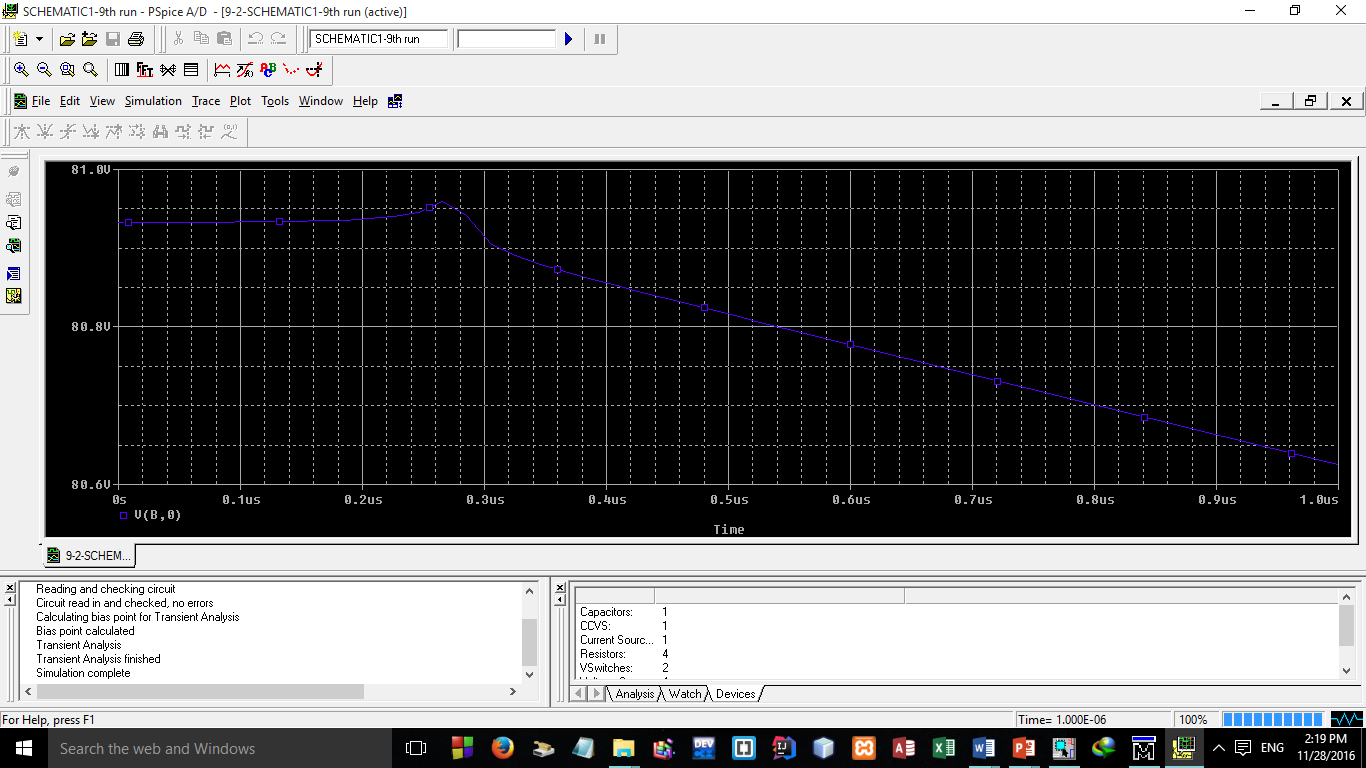 SCHEMATIC1-9th run - PSpice A/D - [9-2-SCHEMATIC1-9th run (active)]
SCHEMATIC1-9th run
FFT
File Edit View Simulation Trace Plot Tools Window Help
81.0V
80.8V
80.6V
0s 0.1us 0.2us 0.3us 0.4us 0.5us 0.6us 0.7us 0.8us 0.9us 1.0us
V(B,0)
Time
9-2-SCHEM...
Reading and checking circuit
Circuit read in and checked, no errors
Calculating bias point for Transient Analysis
Bias point calculated
Transient Analysis
Transient Analysis finished
Simulation complete
Capacitors: 1
CCVS: 1
Current Sourc... 1
Resistors: 4
VSwitches: 2
Analysis Watch Devices
For Help, press F1
Time= 1.000E-06
100%
Search the web and Windows
DEV
ENG
2:19 PM
11/28/2016